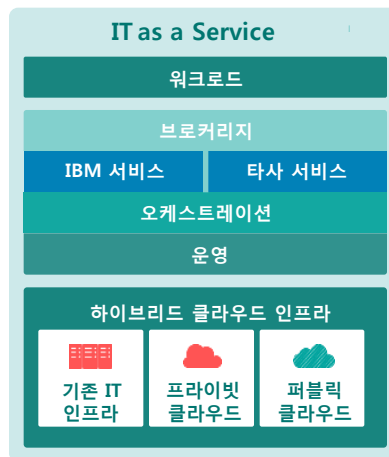 IT as a Service
워크로드
브로커리지
IBM 서비스
타사 서비스
오케스트레이션
운영
하이브리드 클라우드 인프라
기존 IT
인프라
프라이빗
클라우드
퍼블릭
클라우드